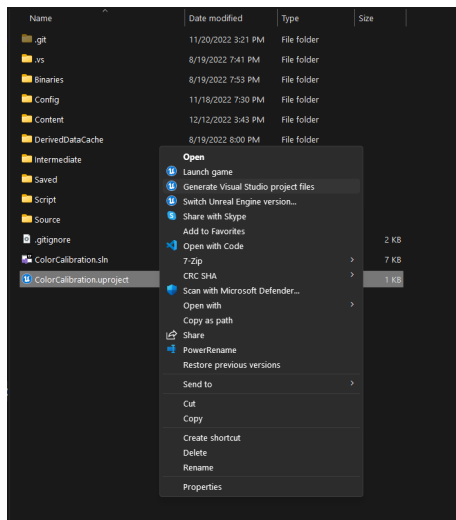 Name Date modified Type Size
.git 11/20/2022 3:21 PM File folder
.vs 8/19/2022 7:41 PM File folder
Binaries 8/19/2022 7:53 PM File folder
Config 11/18/2022 7:30 PM File folder
Content 12/12/2022 3:43 PM File folder
DerivedDataCache 8/19/2022 8:00 PM File folder
Intermediate
Saved
Script
Source
.gitignore 2 KB
ColorCalibration.sln 7 KB
ColorCalibration.uproject 1 KB
Open
Launch game
Generate Visual Studio project files
Switch Unreal Engine version...
Share with Skype
Add to Favorites
Open with Code
7-Zip
CRC SHA
Scan with Microsoft Defender...
Open with
Copy as path
Share
PowerRename
Restore previous versions
Send to
Cut
Copy
Create shortcut
Delete
Rename
Properties